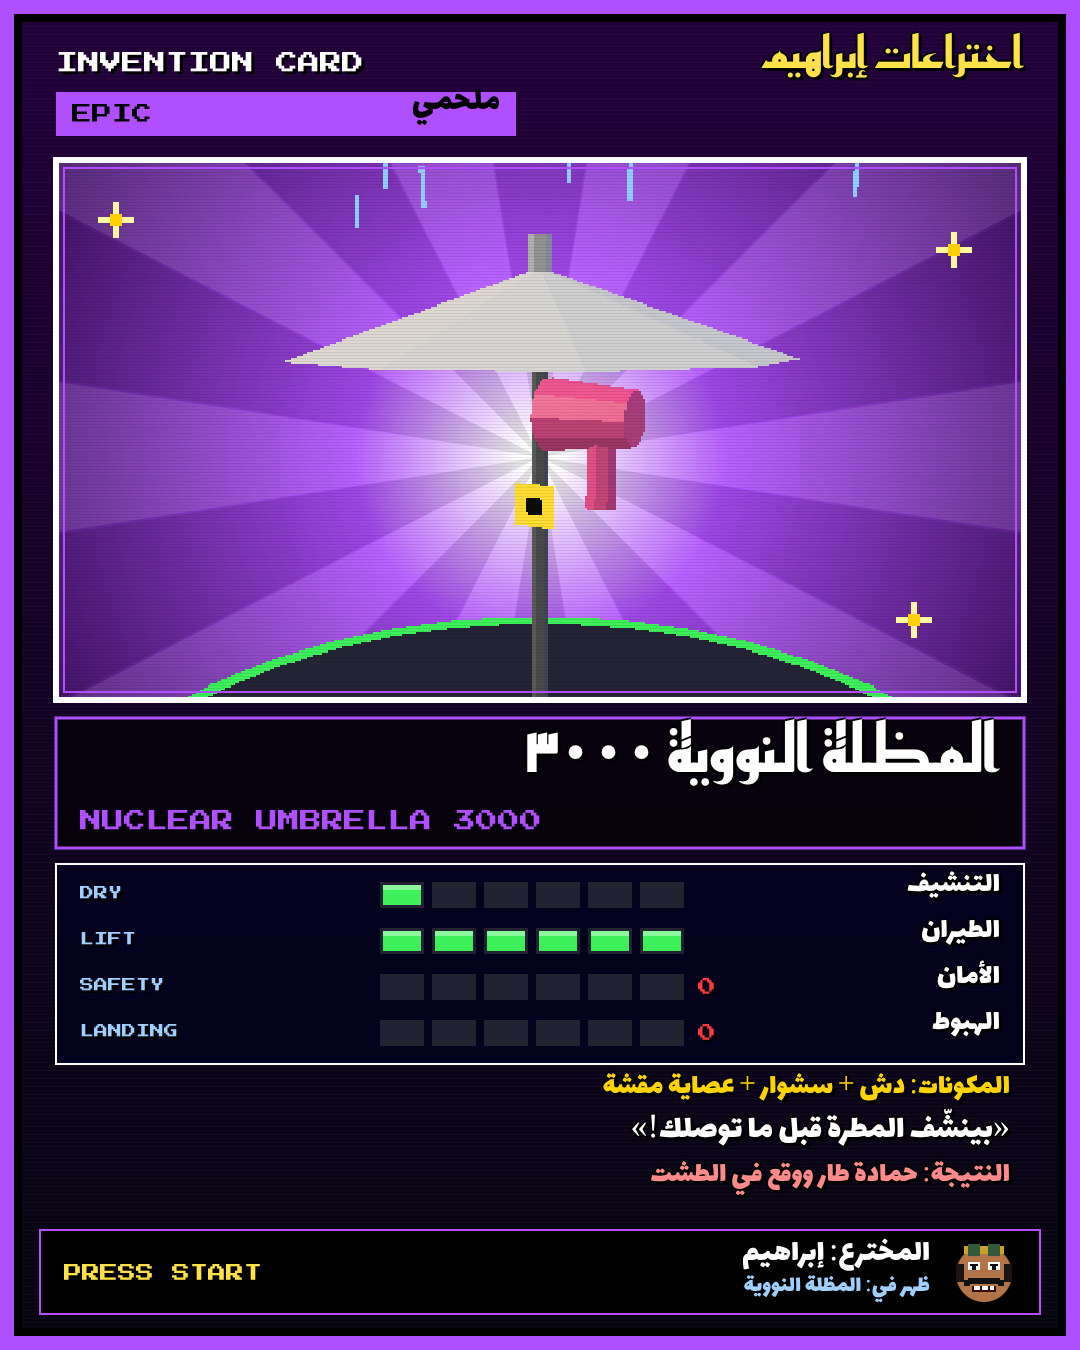 INVENTION CARD
اختراعات إبراهيم
EPIC
ملحمي
المظلة النووية ٣٠٠٠
NUCLEAR UMBRELLA 3000
DRY
التنشيف
LIFT
الطيران
SAFETY
0
الأمان
LANDING
0
الهبوط
المكونات: دش + سشوار + عصاية مقشة
«بينشّف المطرة قبل ما توصلك!»
النتيجة: حمادة طار ووقع في الطشت
المخترع: إبراهيم
ظهر في: المظلة النووية
PRESS START